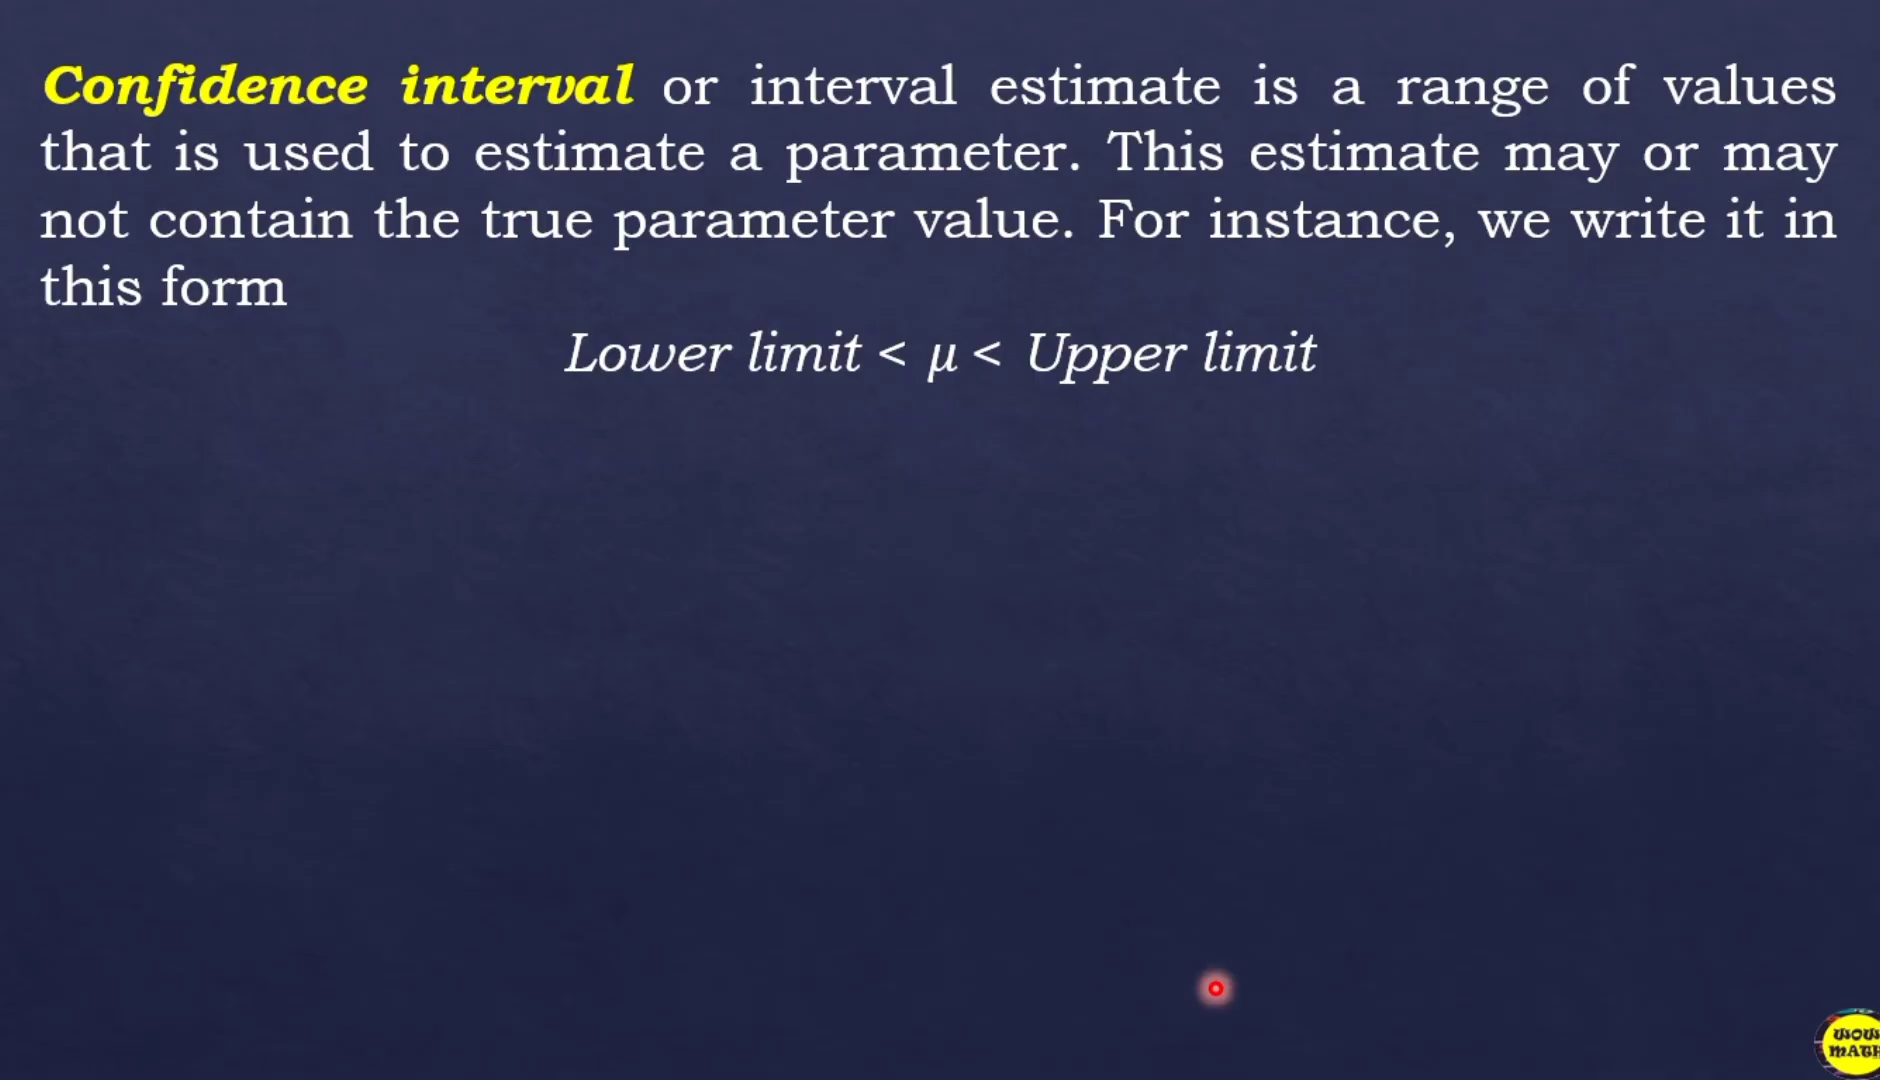 Confidence interval or interval estimate is a range of values
that is used to estimate a parameter. This estimate may or may
not contain the true parameter value. For instance, we write it in
this form
Lower limit < μ < Upper limit
WOW
MATH